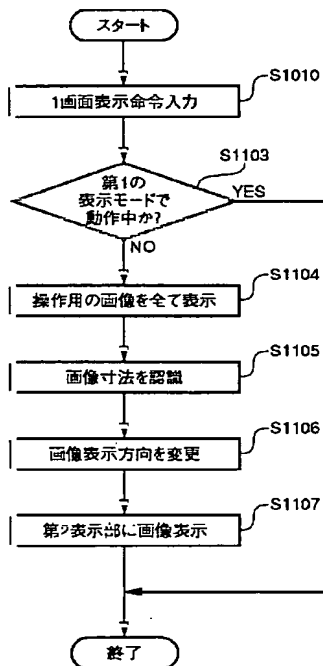 スタート
S1010
1画面表示命令入力
S1103
第1の
表示モードで
動作中か?
YES
NO
S1104
操作用の画像を全て表示
S1105
画像寸法を認識
S1106
画像表示方向を変更
S1107
第2表示部に画像表示
終了